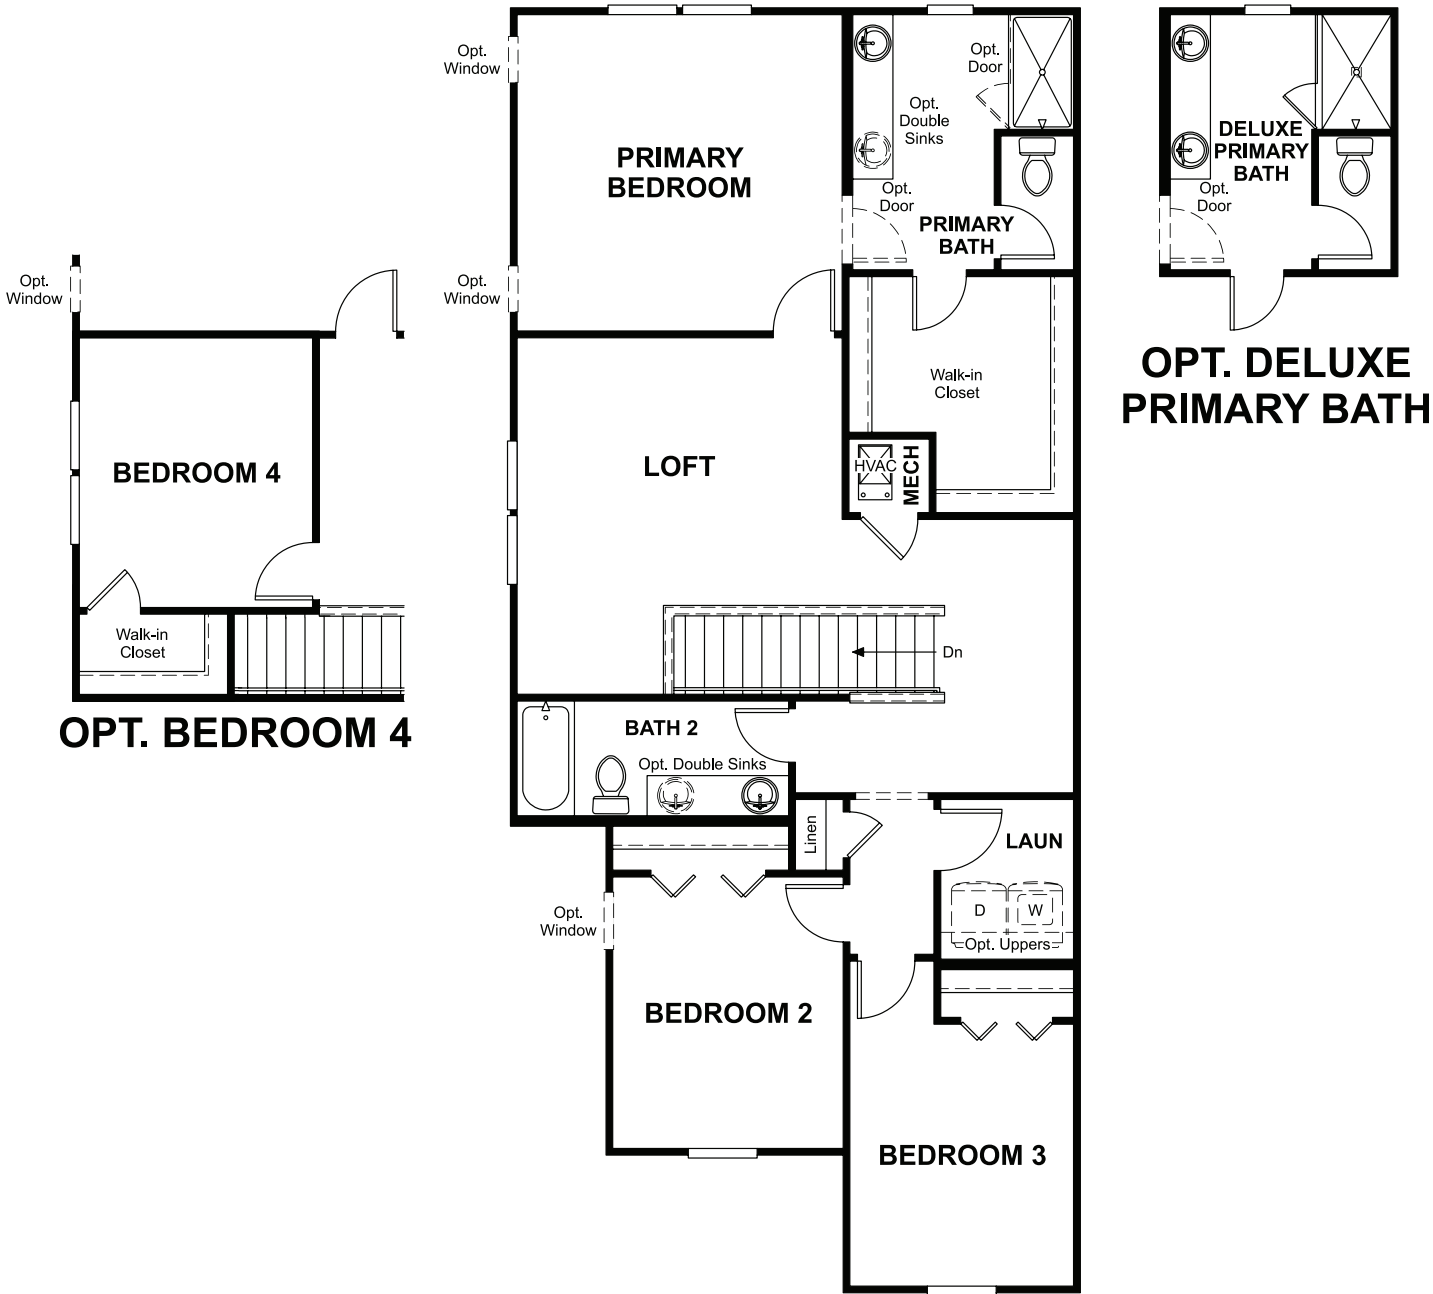 Opt.
Window
Opt.
Window
PRIMARY
BEDROOM
Opt.
Door
Opt.
Double
Sinks
Opt.
Door
PRIMARY
BATH
Walk-in
Closet
HVAC
MECH
LOFT
Dn
BATH 2
Opt. Double Sinks
Linen
LAUN
D
W
Opt. Uppers
Opt.
Window
BEDROOM 2
BEDROOM 3
Opt.
Window
BEDROOM 4
Walk-in
Closet
OPT. BEDROOM 4
DELUXE
PRIMARY
BATH
Opt.
Door
OPT. DELUXE
PRIMARY BATH